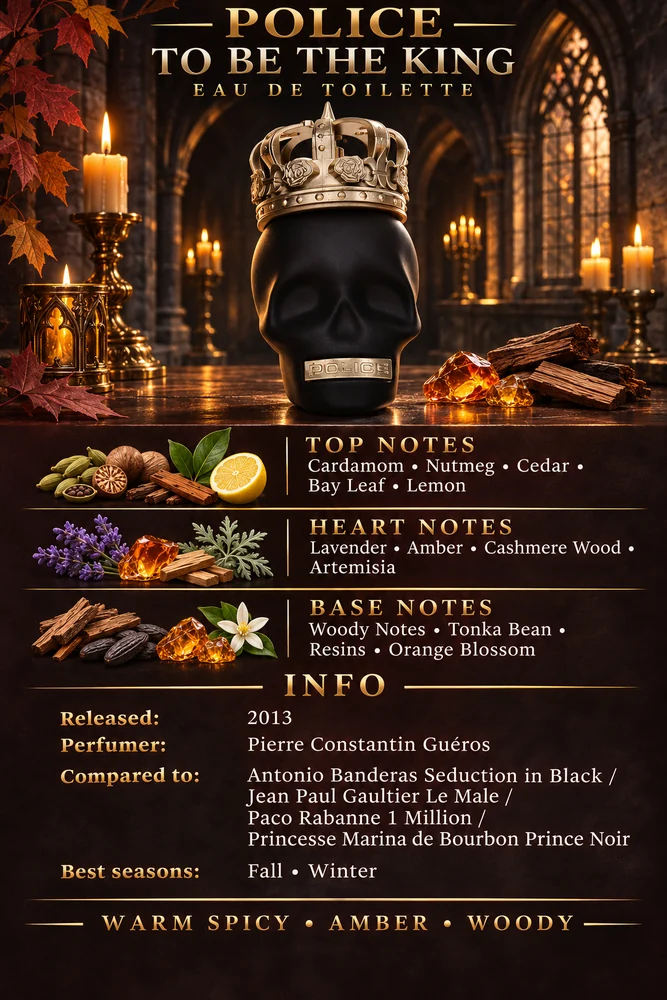 POLICE
TO BE THE KING
EAU DE TOILETTE
POLICE
TOP NOTES
Cardamom • Nutmeg • Cedar •
Bay Leaf • Lemon
HEART NOTES
Lavender • Amber • Cashmere Wood •
Artemisia
BASE NOTES
Woody Notes • Tonka Bean •
Resins • Orange Blossom
INFO
Released: 2013
Perfumer: Pierre Constantin Guéros
Compared to: Antonio Banderas Seduction in Black /
Jean Paul Gaultier Le Male /
Paco Rabanne 1 Million /
Princesse Marina de Bourbon Prince Noir
Best seasons: Fall • Winter
WARM SPICY • AMBER • WOODY